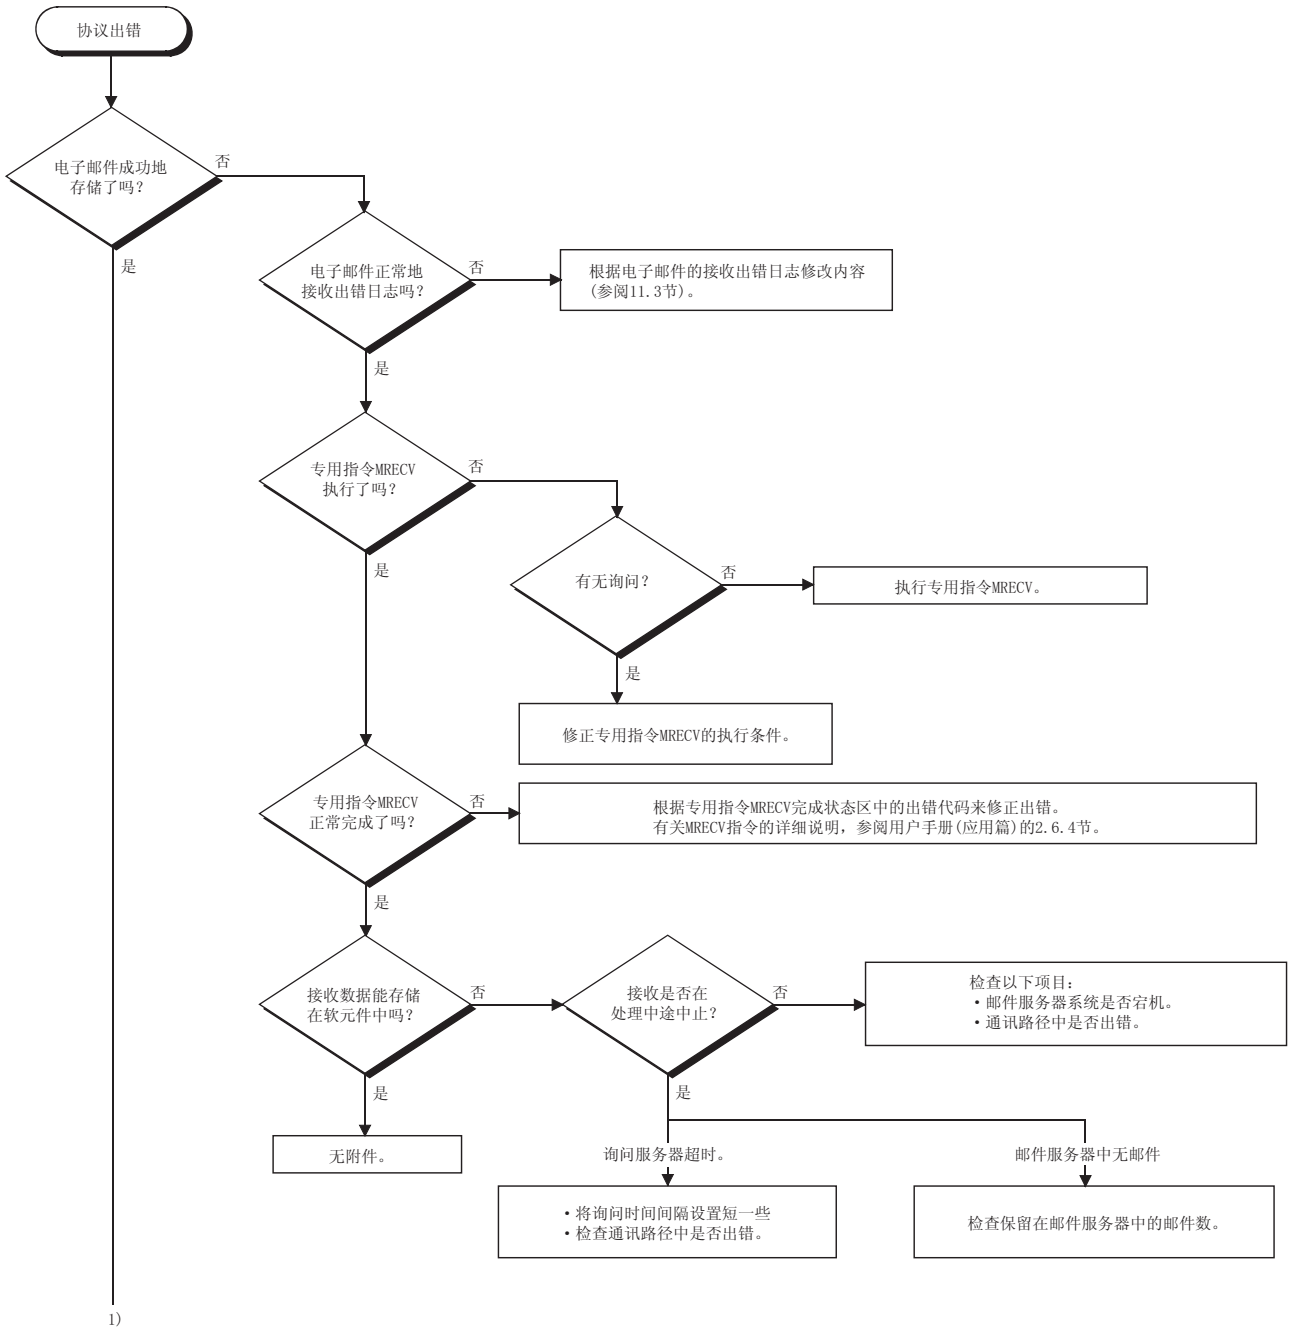 协议出错
电子邮件成功地
存储了吗？
否
是
电子邮件正常地
接收出错日志吗？
否
根据电子邮件的接收出错日志修改内容
(参阅11.3节)。
是
专用指令MRECV
执行了吗？
否
是
有无询问？
否
执行专用指令MRECV。
是
修正专用指令MRECV的执行条件。
专用指令MRECV
正常完成了吗？
否
根据专用指令MRECV完成状态区中的出错代码来修正出错。
有关MRECV指令的详细说明，参阅用户手册(应用篇)的2.6.4节。
是
接收数据能存储
在软元件中吗？
否
接收是否在
处理中途中止？
否
检查以下项目：
·邮件服务器系统是否宕机。
·通讯路径中是否出错。
是
无附件。
是
询问服务器超时。
邮件服务器中无邮件
·将询问时间间隔设置短一些
·检查通讯路径中是否出错。
检查保留在邮件服务器中的邮件数。
1)